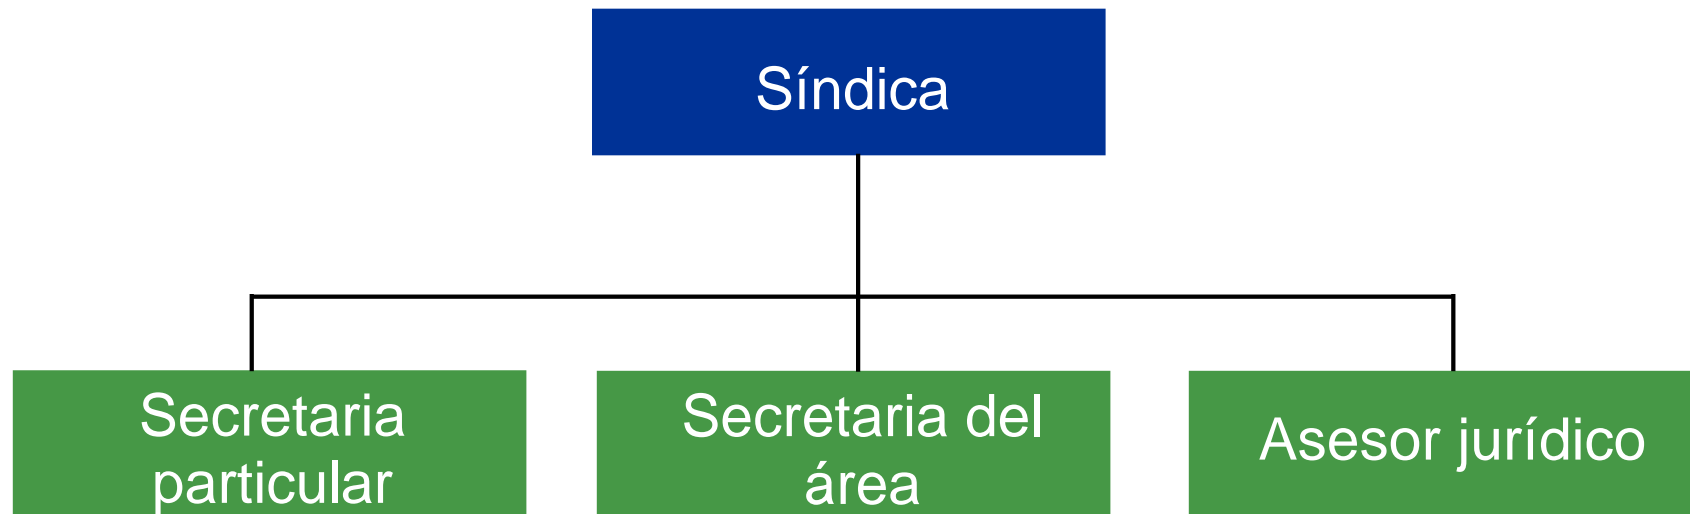 Síndica
Secretaria
particular
Secretaria del
área
Asesor jurídico